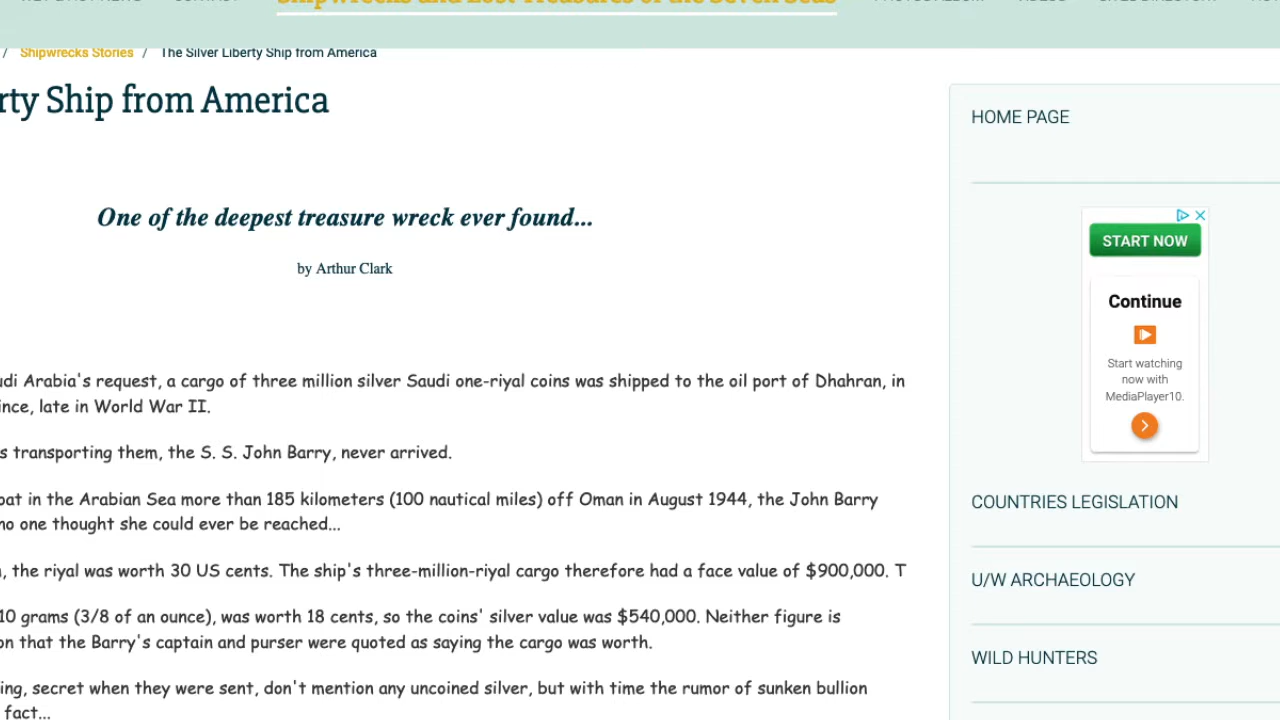 Shipwrecks and Lost Treasures of the Seven Seas
/ Shipwrecks Stories / The Silver Liberty Ship from America
rty Ship from America
HOME PAGE
One of the deepest treasure wreck ever found...
by Arthur Clark
START NOW
Continue
Start watching
now with
MediaPlayer10.
udi Arabia's request, a cargo of three million silver Saudi one-riyal coins was shipped to the oil port of Dhahran, in
ince, late in World War II.
s transporting them, the S. S. John Barry, never arrived.
oat in the Arabian Sea more than 185 kilometers (100 nautical miles) off Oman in August 1944, the John Barry
no one thought she could ever be reached...
, the riyal was worth 30 US cents. The ship's three-million-riyal cargo therefore had a face value of $900,000. T
10 grams (3/8 of an ounce), was worth 18 cents, so the coins' silver value was $540,000. Neither figure is
on that the Barry's captain and purser were quoted as saying the cargo was worth.
ing, secret when they were sent, don't mention any uncoined silver, but with time the rumor of sunken bullion
fact...
COUNTRIES LEGISLATION
U/W ARCHAEOLOGY
WILD HUNTERS